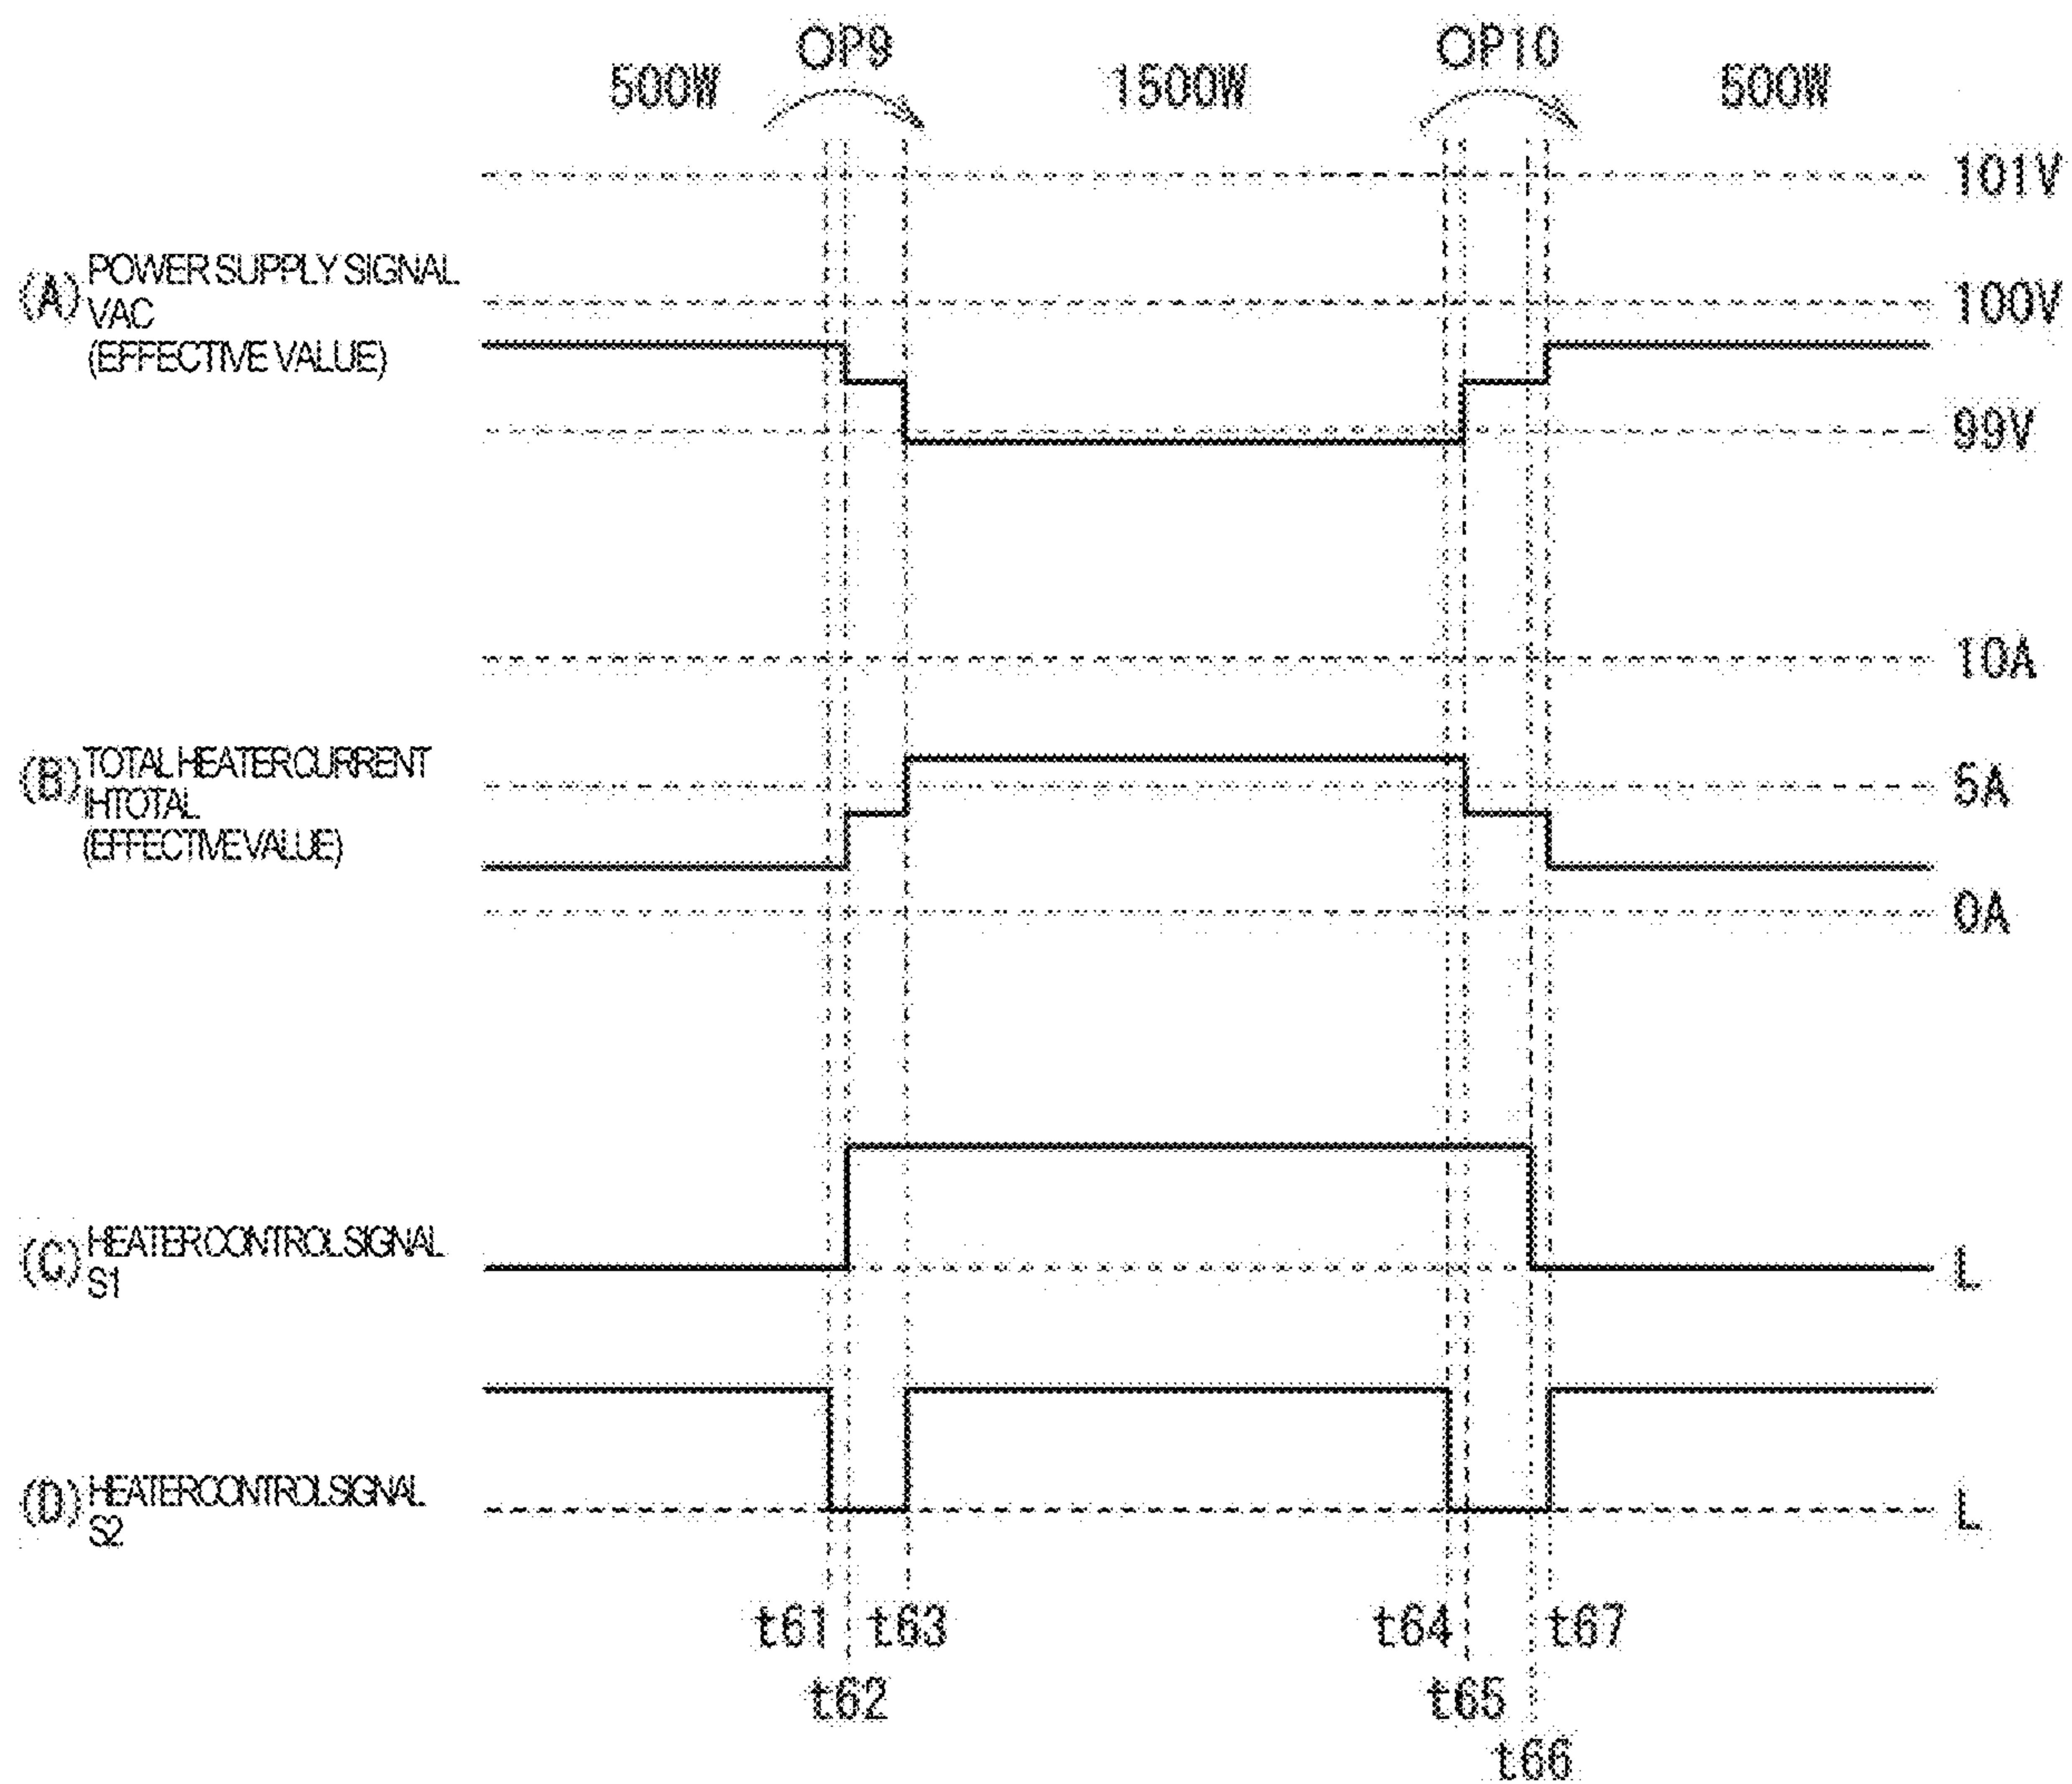 OP9 OP10
500W 1500W 500W
101V
(A) POWER SUPPLY SIGNAL
VAC
(EFFECTIVE VALUE)
100V
99V
10A
(B) TOTAL HEATER CURRENT
IHTOTAL
(EFFECTIVE VALUE)
5A
0A
(C) HEATER CONTROL SIGNAL
S1
L
(D) HEATER CONTROL SIGNAL
S2
L
t61 t63 t64 t67
t62 t65
t66